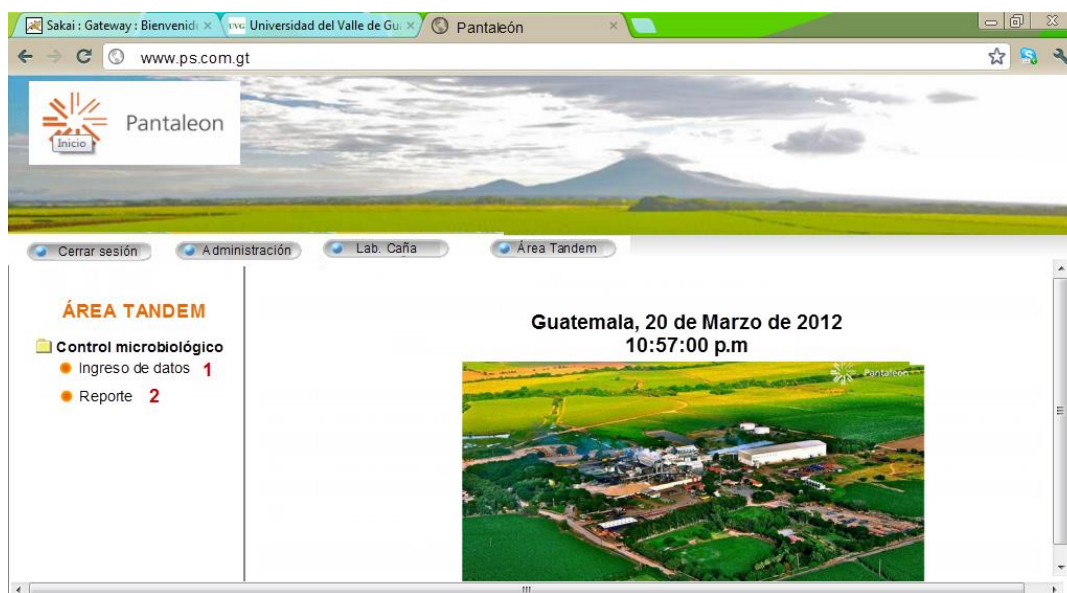 Sakai : Gateway : Bienvenid
UVG Universidad del Valle de Gu
Pantaleón
www.ps.com.gt
Pantaleon
Inicio
Cerrar sesión
Administración
Lab. Caña
Área Tandem
ÁREA TANDEM
Control microbiológico
Ingreso de datos 1
Reporte 2
Guatemala, 20 de Marzo de 2012
10:57:00 p.m
Pantaleon